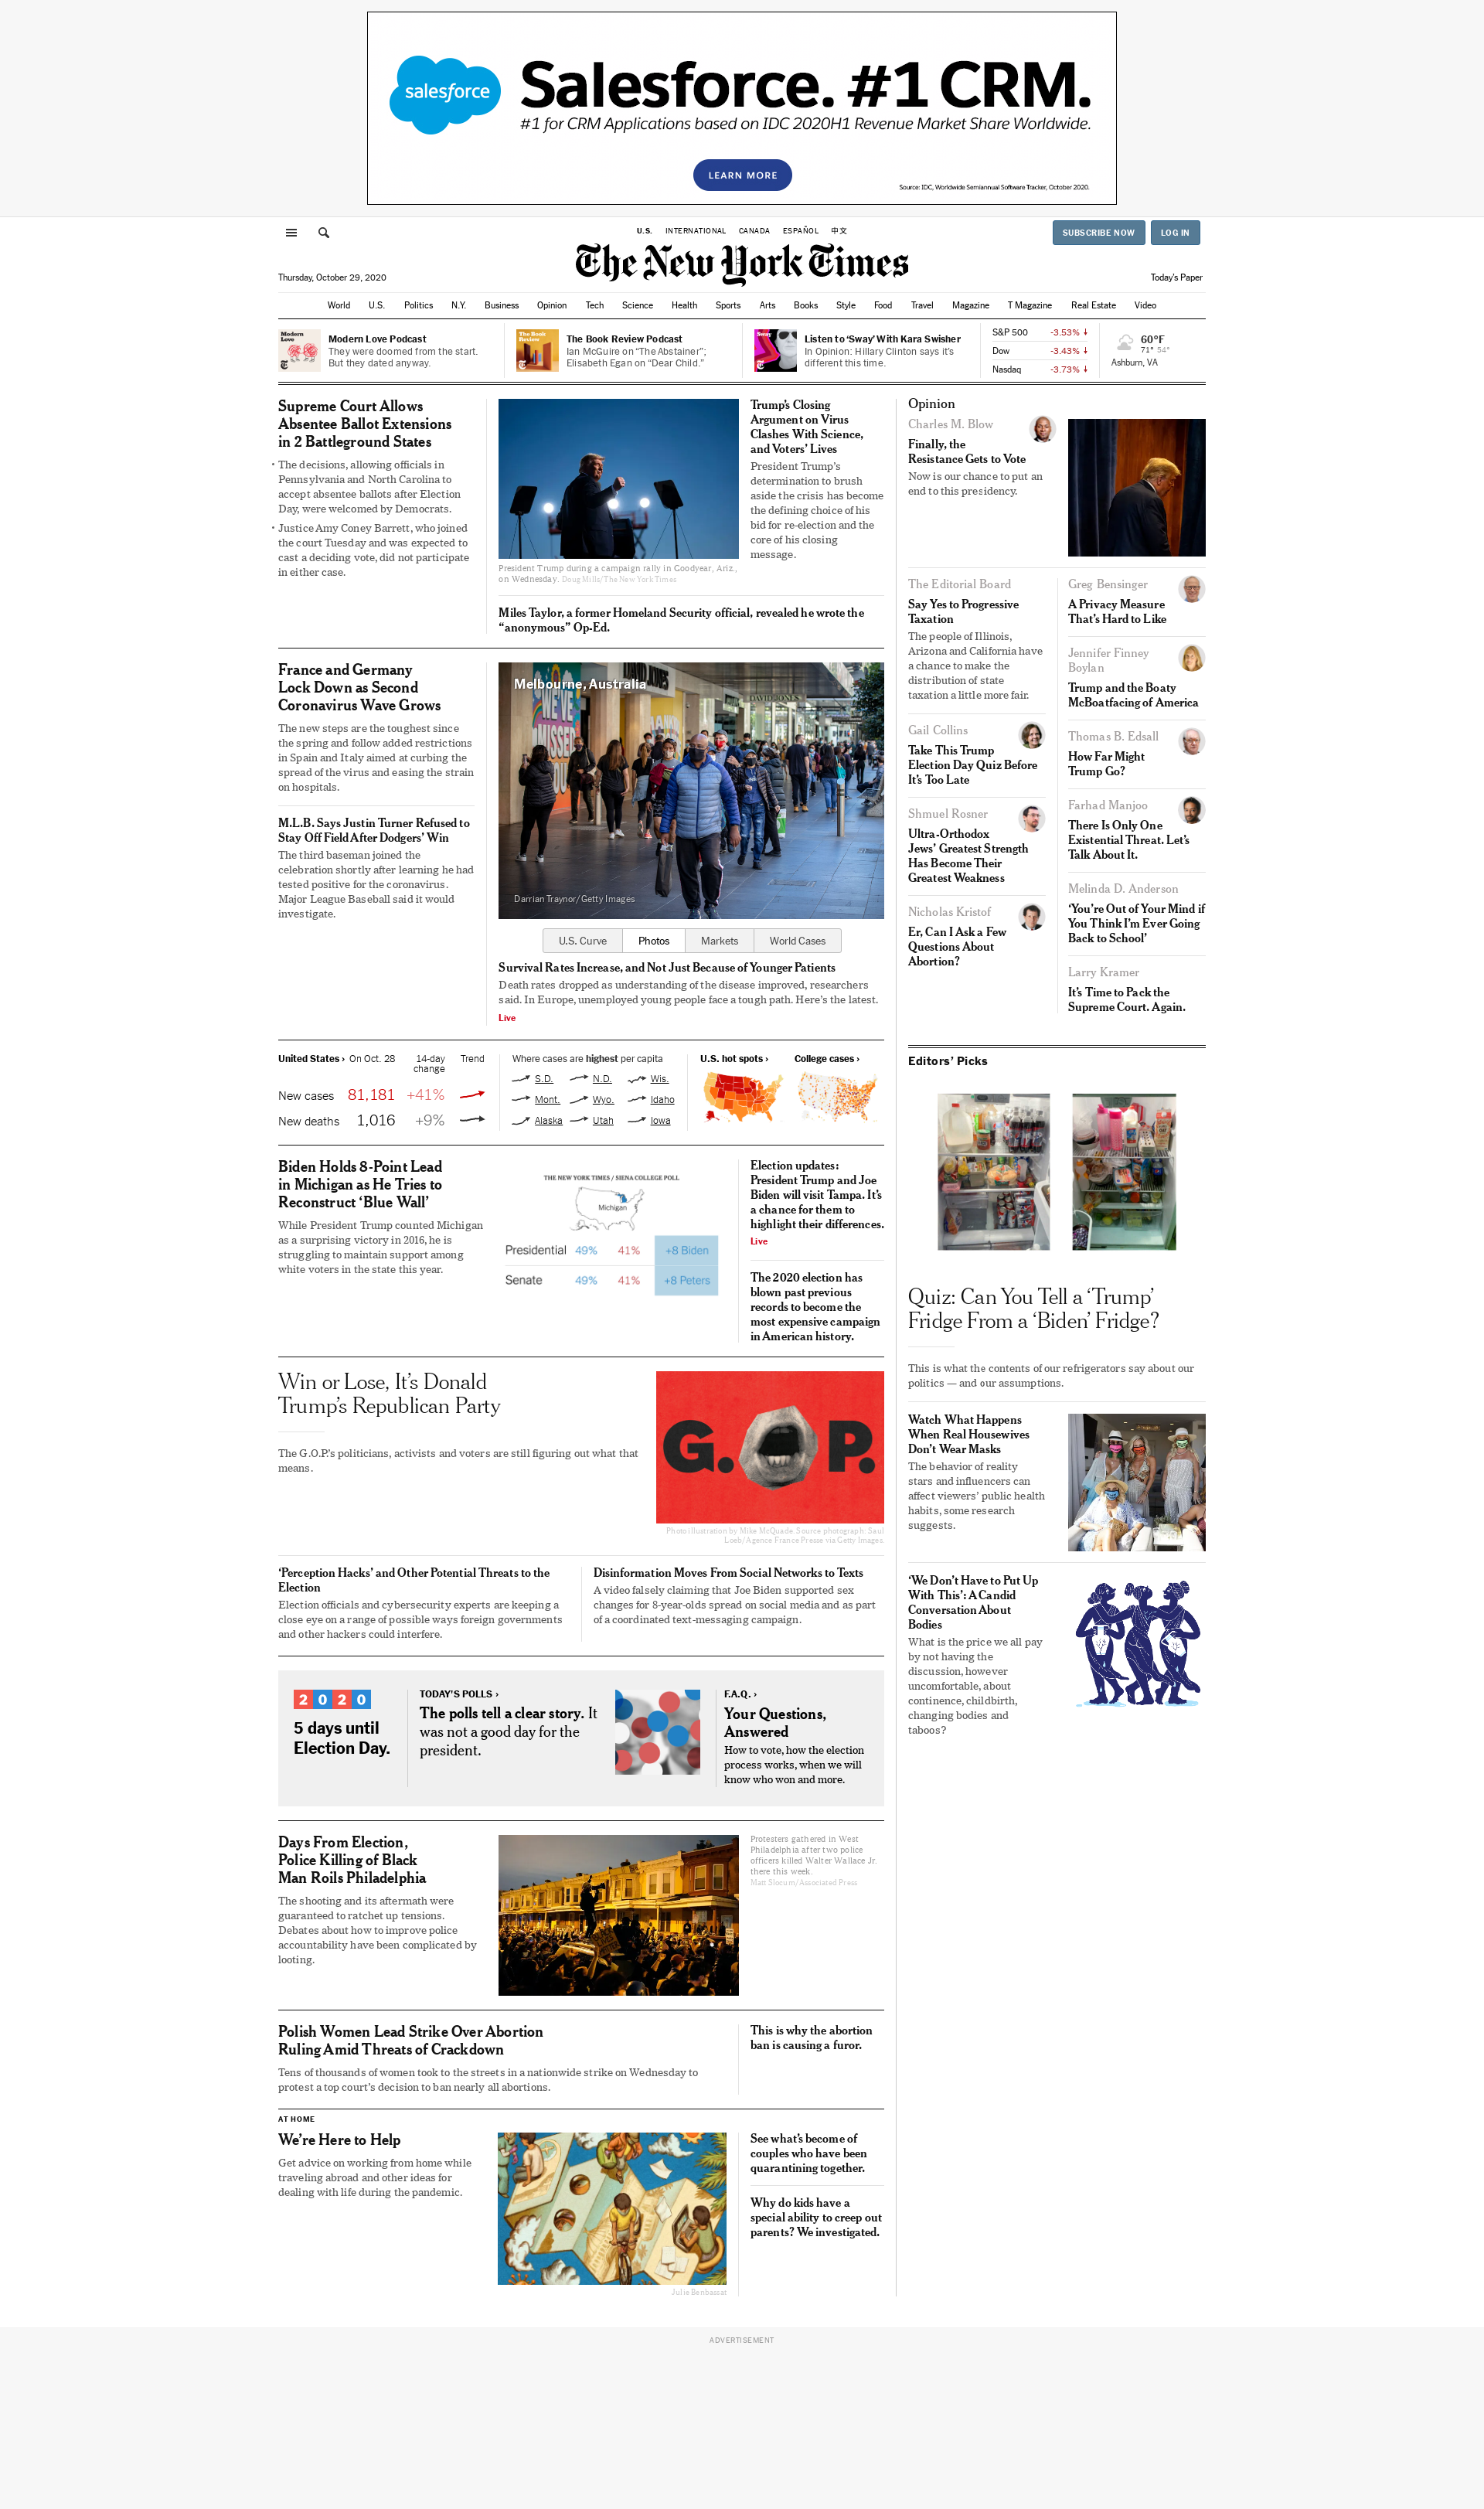 salesforce
Salesforce. #1 CRM.
#1 for CRM Applications based on IDC 2020H1 Revenue Market Share Worldwide.
LEARN MORE
Source: IDC, Worldwide Semiannual Software Tracker, October 2020.
U.S. INTERNATIONAL CANADA ESPAÑOL 中文
SUBSCRIBE NOW
LOG IN
The New York Times
Thursday, October 29, 2020
Today's Paper
World U.S. Politics N.Y. Business Opinion Tech Science Health Sports Arts Books Style Food Travel Magazine T Magazine Real Estate Video
Modern
Love
Modern Love Podcast
They were doomed from the start.
But they dated anyway.
The Book
Review
The Book Review Podcast
Ian McGuire on “The Abstainer”;
Elisabeth Egan on “Dear Child.”
Sway
Listen to ‘Sway’ With Kara Swisher
In Opinion: Hillary Clinton says it’s
different this time.
S&P 500 -3.53%
Dow -3.43%
Nasdaq -3.73%
60°F
71° 54°
Ashburn, VA
Supreme Court Allows
Absentee Ballot Extensions
in 2 Battleground States
• The decisions, allowing officials in
Pennsylvania and North Carolina to
accept absentee ballots after Election
Day, were welcomed by Democrats.
• Justice Amy Coney Barrett, who joined
the court Tuesday and was expected to
cast a deciding vote, did not participate
in either case.
President Trump during a campaign rally in Goodyear, Ariz.,
on Wednesday. Doug Mills/The New York Times
Trump’s Closing
Argument on Virus
Clashes With Science,
and Voters’ Lives
President Trump’s
determination to brush
aside the crisis has become
the defining choice of his
bid for re-election and the
core of his closing
message.
Miles Taylor, a former Homeland Security official, revealed he wrote the
“anonymous” Op-Ed.
France and Germany
Lock Down as Second
Coronavirus Wave Grows
The new steps are the toughest since
the spring and follow added restrictions
in Spain and Italy aimed at curbing the
spread of the virus and easing the strain
on hospitals.
M.L.B. Says Justin Turner Refused to
Stay Off Field After Dodgers’ Win
The third baseman joined the
celebration shortly after learning he had
tested positive for the coronavirus.
Major League Baseball said it would
investigate.
Melbourne, Australia
Darrian Traynor/Getty Images
U.S. Curve Photos Markets World Cases
Survival Rates Increase, and Not Just Because of Younger Patients
Death rates dropped as understanding of the disease improved, researchers
said. In Europe, unemployed young people face a tough path. Here’s the latest.
Live
United States › On Oct. 28 14-day Trend
change
New cases 81,181 +41%
New deaths 1,016 +9%
Where cases are highest per capita
S.D. N.D. Wis.
Mont. Wyo. Idaho
Alaska Utah Iowa
U.S. hot spots ›
College cases ›
Biden Holds 8-Point Lead
in Michigan as He Tries to
Reconstruct ‘Blue Wall’
While President Trump counted Michigan
as a surprising victory in 2016, he is
struggling to maintain support among
white voters in the state this year.
THE NEW YORK TIMES / SIENA COLLEGE POLL
Michigan
Presidential 49% 41% +8 Biden
Senate 49% 41% +8 Peters
Election updates:
President Trump and Joe
Biden will visit Tampa. It’s
a chance for them to
highlight their differences.
Live
The 2020 election has
blown past previous
records to become the
most expensive campaign
in American history.
Win or Lose, It’s Donald
Trump’s Republican Party
The G.O.P.’s politicians, activists and voters are still figuring out what that
means.
G. P.
Photo illustration by Mike McQuade. Source photograph: Saul
Loeb/Agence France Presse via Getty Images.
‘Perception Hacks’ and Other Potential Threats to the
Election
Election officials and cybersecurity experts are keeping a
close eye on a range of possible ways foreign governments
and other hackers could interfere.
Disinformation Moves From Social Networks to Texts
A video falsely claiming that Joe Biden supported sex
changes for 8-year-olds spread on social media and as part
of a coordinated text-messaging campaign.
2020
5 days until
Election Day.
TODAY’S POLLS ›
The polls tell a clear story. It
was not a good day for the
president.
F.A.Q. ›
Your Questions,
Answered
How to vote, how the election
process works, when we will
know who won and more.
Days From Election,
Police Killing of Black
Man Roils Philadelphia
The shooting and its aftermath were
guaranteed to ratchet up tensions.
Debates about how to improve police
accountability have been complicated by
looting.
Protesters gathered in West
Philadelphia after two police
officers killed Walter Wallace Jr.
there this week.
Matt Slocum/Associated Press
Polish Women Lead Strike Over Abortion
Ruling Amid Threats of Crackdown
Tens of thousands of women took to the streets in a nationwide strike on Wednesday to
protest a top court’s decision to ban nearly all abortions.
This is why the abortion
ban is causing a furor.
AT HOME
We’re Here to Help
Get advice on working from home while
traveling abroad and other ideas for
dealing with life during the pandemic.
Julie Benbassat
See what’s become of
couples who have been
quarantining together.
Why do kids have a
special ability to creep out
parents? We investigated.
Opinion
Charles M. Blow
Finally, the
Resistance Gets to Vote
Now is our chance to put an
end to this presidency.
The Editorial Board
Say Yes to Progressive
Taxation
The people of Illinois,
Arizona and California have
a chance to make the
distribution of state
taxation a little more fair.
Gail Collins
Take This Trump
Election Day Quiz Before
It’s Too Late
Shmuel Rosner
Ultra-Orthodox
Jews’ Greatest Strength
Has Become Their
Greatest Weakness
Nicholas Kristof
Er, Can I Ask a Few
Questions About
Abortion?
Greg Bensinger
A Privacy Measure
That’s Hard to Like
Jennifer Finney
Boylan
Trump and the Boaty
McBoatfacing of America
Thomas B. Edsall
How Far Might
Trump Go?
Farhad Manjoo
There Is Only One
Existential Threat. Let’s
Talk About It.
Melinda D. Anderson
‘You’re Out of Your Mind if
You Think I’m Ever Going
Back to School’
Larry Kramer
It’s Time to Pack the
Supreme Court. Again.
Editors’ Picks
Quiz: Can You Tell a ‘Trump’
Fridge From a ‘Biden’ Fridge?
This is what the contents of our refrigerators say about our
politics — and our assumptions.
Watch What Happens
When Real Housewives
Don’t Wear Masks
The behavior of reality
stars and influencers can
affect viewers’ public health
habits, some research
suggests.
‘We Don’t Have to Put Up
With This’: A Candid
Conversation About
Bodies
What is the price we all pay
by not having the
discussion, however
uncomfortable, about
continence, childbirth,
changing bodies and
taboos?
ADVERTISEMENT